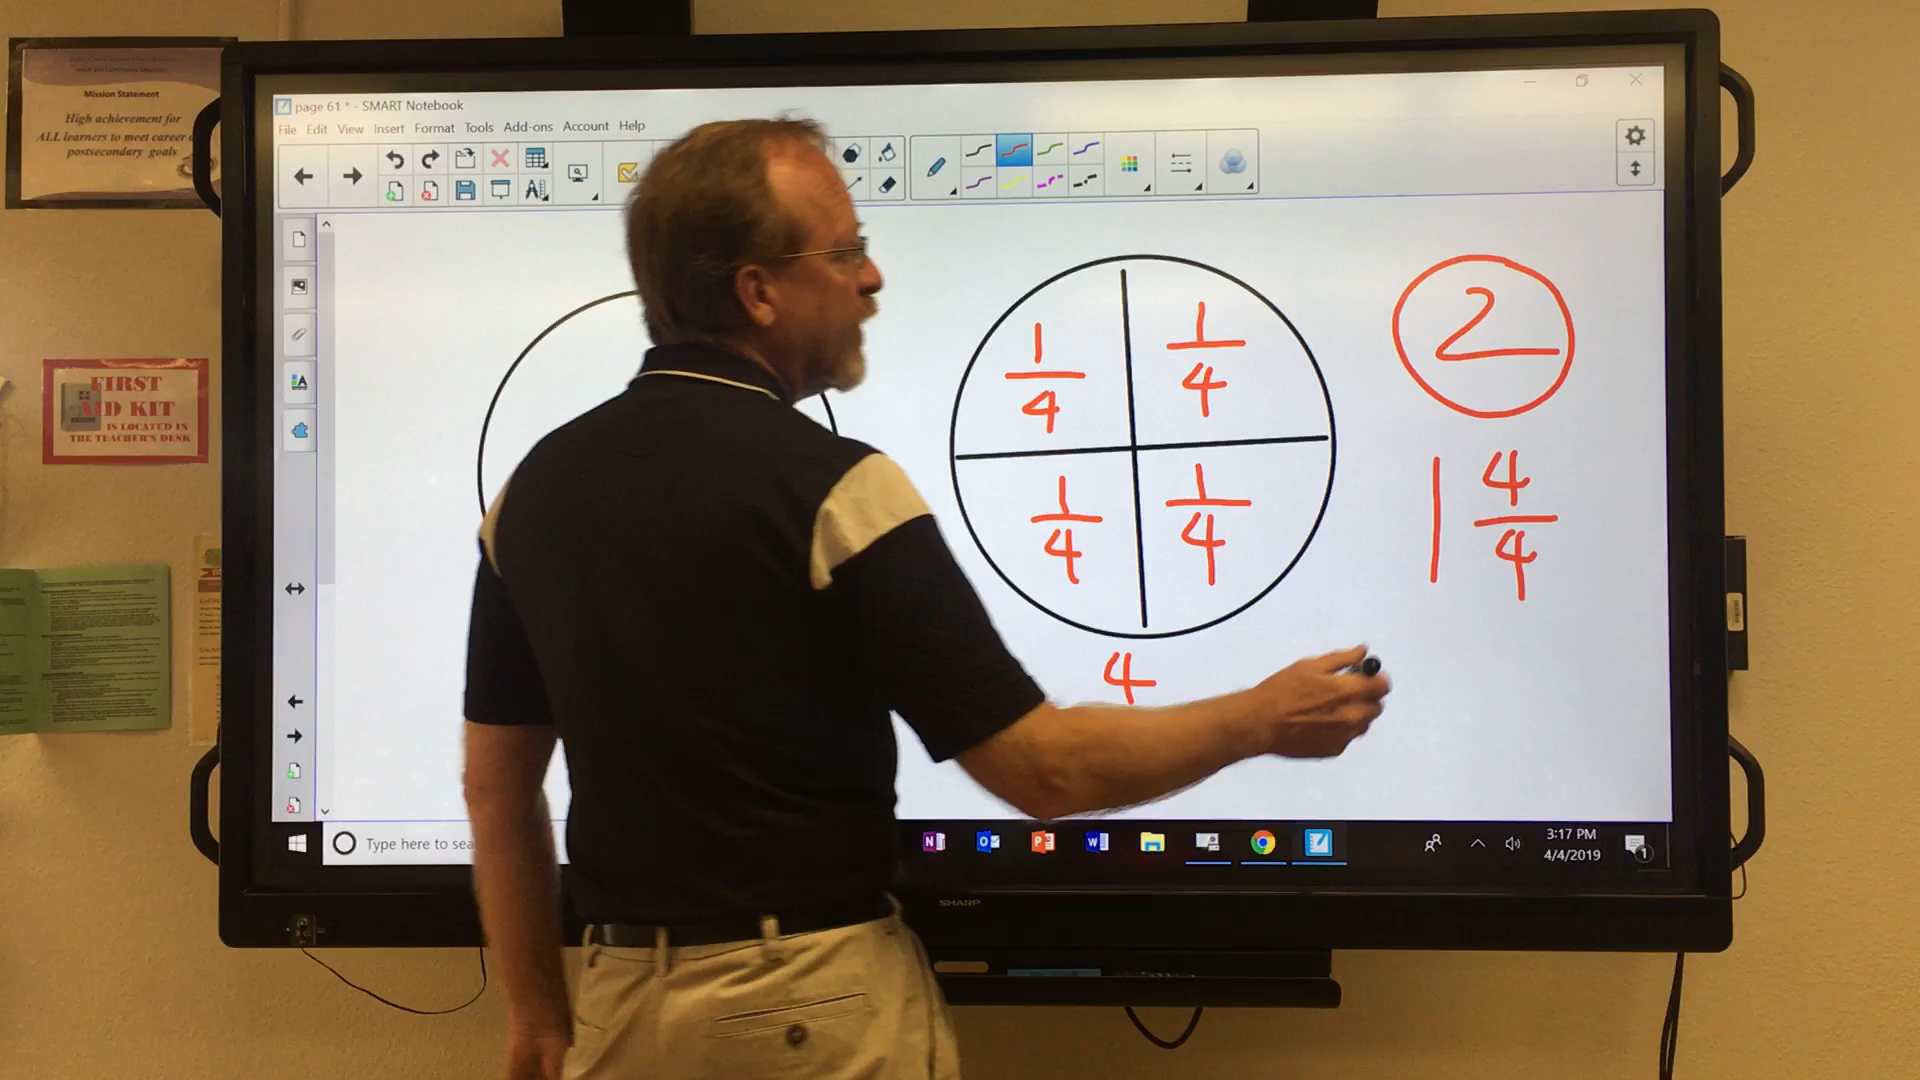 Mission Statement
High achievement for
ALL learners to meet career
postsecondary goals
FIRST
AID KIT
IS LOCATED IN
THE TEACHER'S DESK
page 61 * - SMART Notebook
File Edit View Insert Format Tools Add-ons Account Help
1/4 1/4
1/4 1/4
4
2
1 4/4
Type here to sea
3:17 PM
4/4/2019
1
SHARP